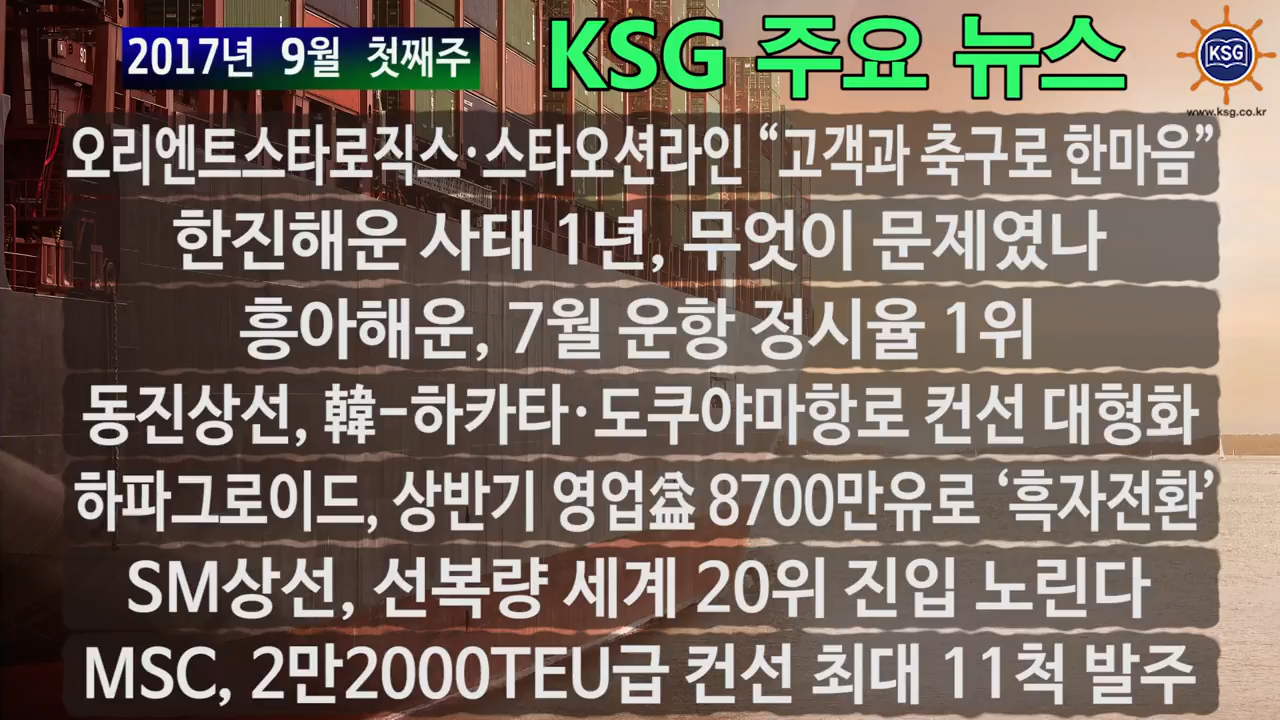 2017년 9월 첫째주
KSG 주요 뉴스
KSG
www.ksg.co.kr
오리엔트스타로직스·스타오션라인 “고객과 축구로 한마음”
한진해운 사태 1년, 무엇이 문제였나
흥아해운, 7월 운항 정시율 1위
동진상선, 韓-하카타·도쿠야마항로 컨선 대형화
하파그로이드, 상반기 영업益 8700만유로 ‘흑자전환’
SM상선, 선복량 세계 20위 진입 노린다
MSC, 2만2000TEU급 컨선 최대 11척 발주